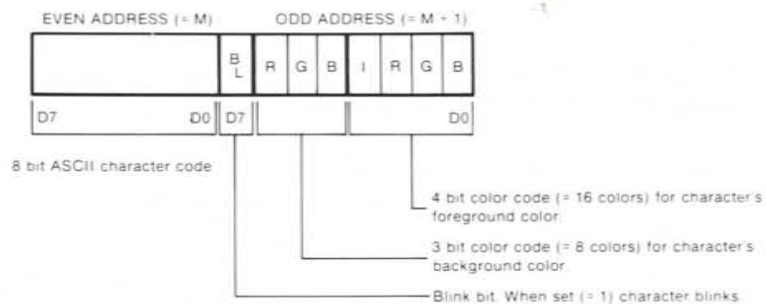 EVEN ADDRESS (= M) ODD ADDRESS (= M + 1)
BL R G B I R G B
D7 D0 D7 D0
8 bit ASCII character code
4 bit color code (= 16 colors) for character's
foreground color.
3 bit color code (= 8 colors) for character's
background color.
Blink bit. When set (= 1) character blinks.